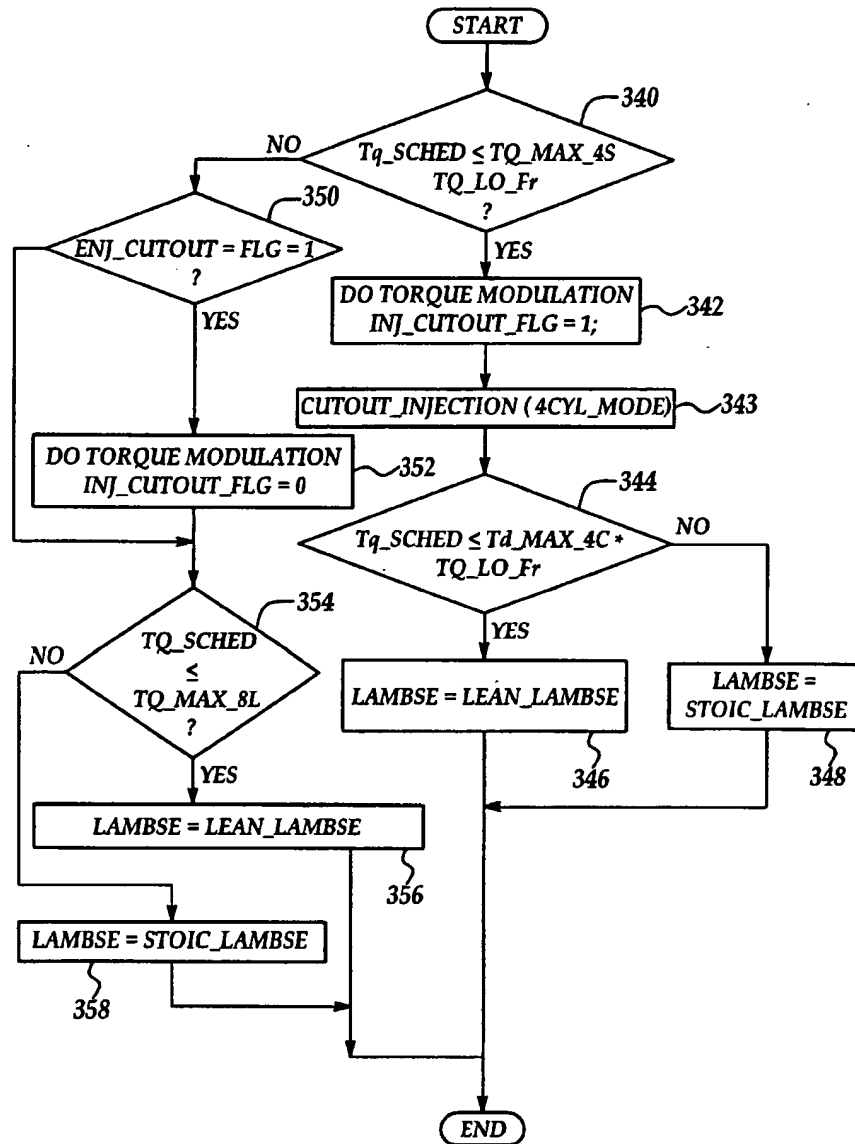 START
340
Tq_SCHED ≤ TQ_MAX_4S
TQ_LO_Fr
?
NO
YES
350
ENJ_CUTOUT = FLG = 1
?
YES
DO TORQUE MODULATION
INJ_CUTOUT_FLG = 1;
342
CUTOUT_INJECTION ( 4CYL_MODE)
343
DO TORQUE MODULATION
INJ_CUTOUT_FLG = 0
352
344
Tq_SCHED ≤ Td_MAX_4C *
TQ_LO_Fr
NO
YES
354
TQ_SCHED
≤
TQ_MAX_8L
?
NO
YES
LAMBSE = LEAN_LAMBSE
346
LAMBSE =
STOIC_LAMBSE
348
LAMBSE = LEAN_LAMBSE
356
LAMBSE = STOIC_LAMBSE
358
END